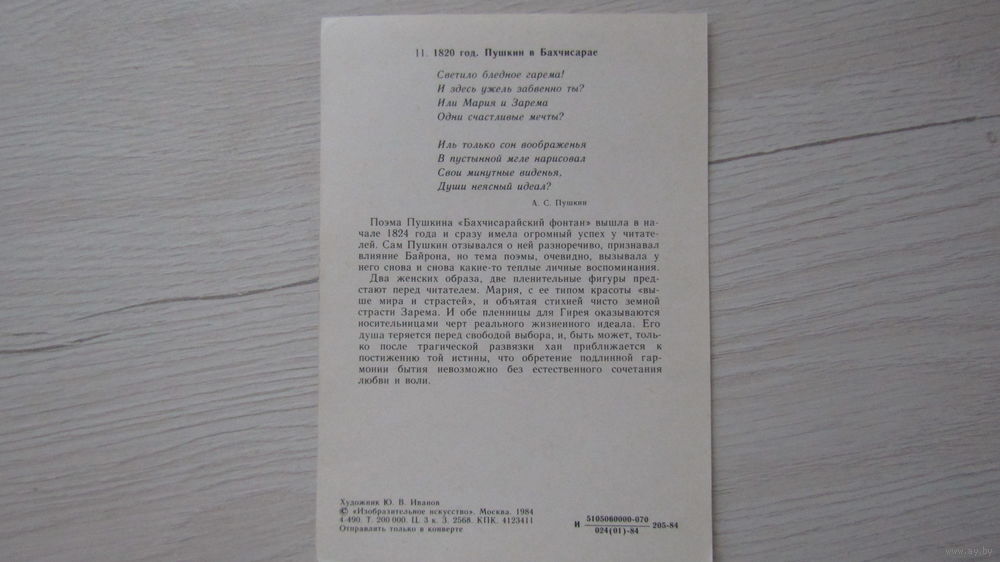 11. 1820 год. Пушкин в Бахчисарае
Светило бледное гарема!
И здесь ужель забвенно ты?
Или Мария и Зарема
Одни счастливые мечты?
Иль только сон воображенья
В пустынной мгле нарисовал
Свои минутные виденья,
Души неясный идеал?
А. С. Пушкин
Поэма Пушкина «Бахчисарайский фонтан» вышла в на-
чале 1824 года и сразу имела огромный успех у читате-
лей. Сам Пушкин отзывался о ней разноречиво, признавал
влияние Байрона, но тема поэмы, очевидно, вызывала у
него снова и снова какие-то теплые личные воспоминания.
Два женских образа, две пленительные фигуры пред-
стают перед читателем. Мария, с ее типом красоты «вы-
ше мира и страстей», и объятая стихией чисто земной
страсти Зарема. И обе пленницы для Гирея оказываются
носительницами черт реального жизненного идеала. Его
душа теряется перед свободой выбора, и, быть может, толь-
ко после трагической развязки хан приближается к
постижению той истины, что обретение подлинной гар-
монии бытия невозможно без естественного сочетания
любви и воли.
Художник Ю. В. Иванов
© «Изобразительное искусство». Москва. 1984
4-490. Т. 200 000. Ц. 3 к. З. 2568. КПК. 4123411
Отправлять только в конверте
И 5105060000-070 205-84
024(01)-84
www.ay.by